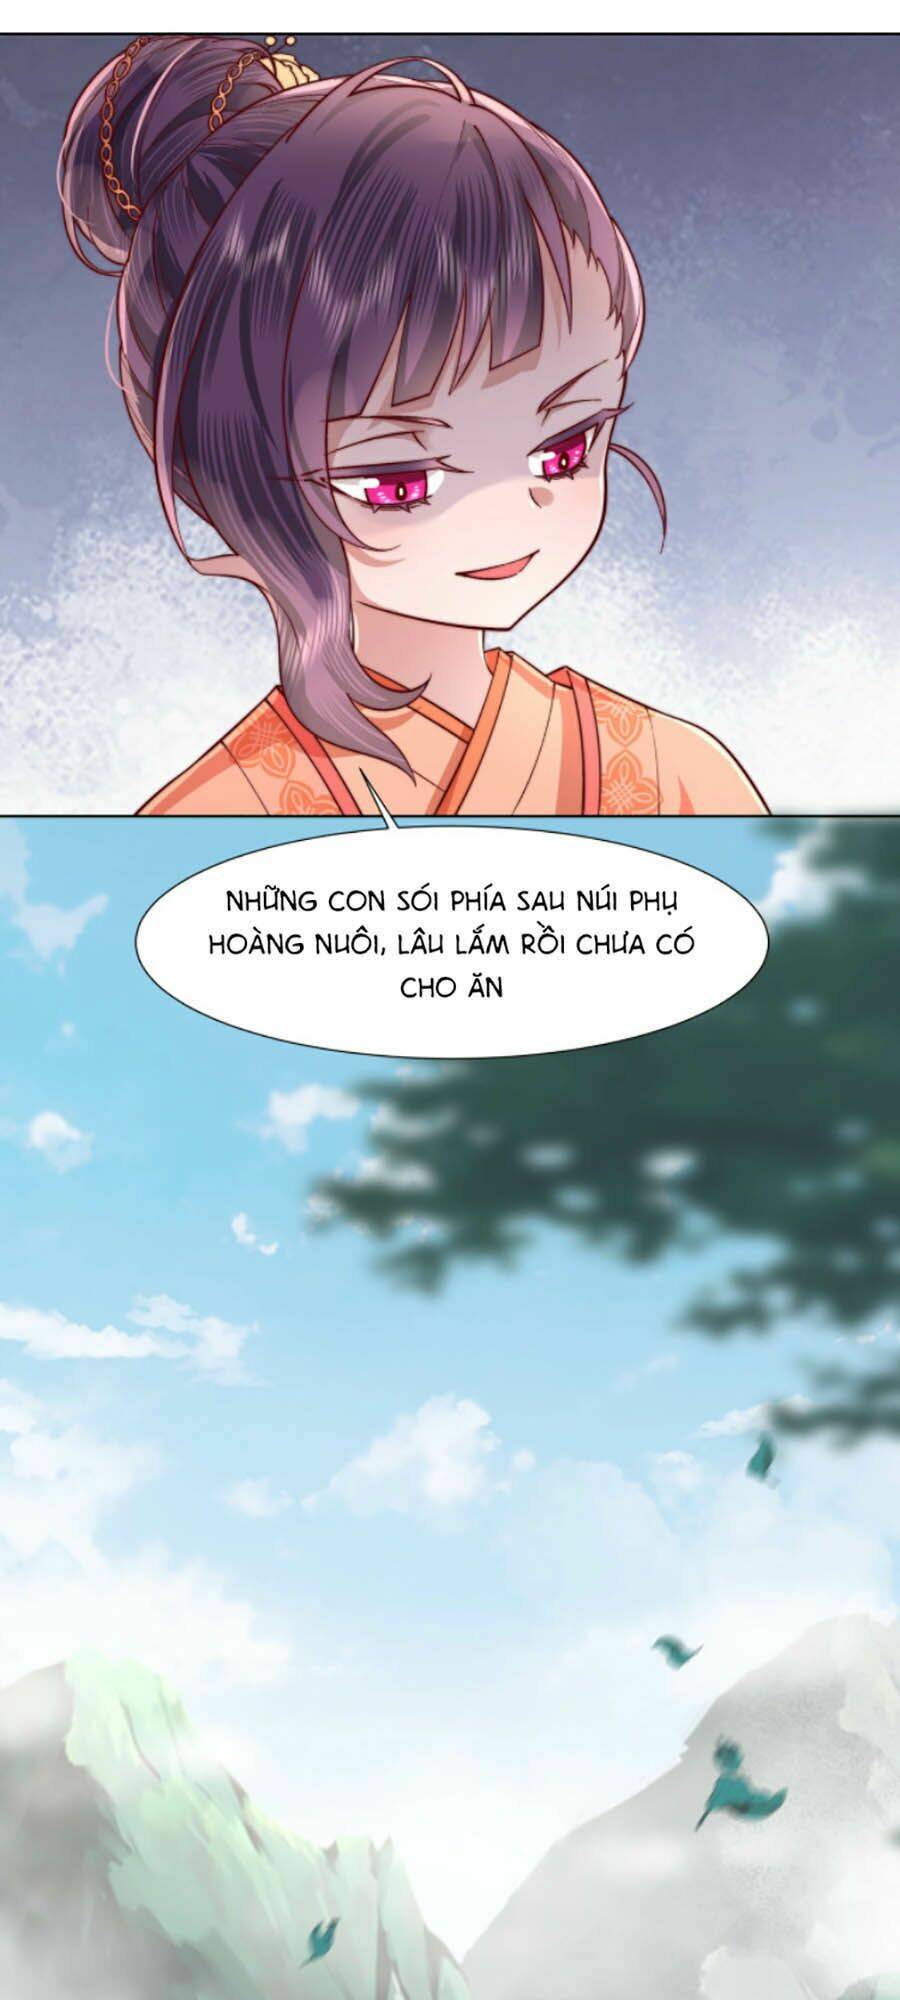 NHỮNG CON SÓI PHÍA SAU NÚI PHỤ
HOÀNG NUÔI, LÂU LẮM RỒI CHƯA CÓ
CHO ĂN